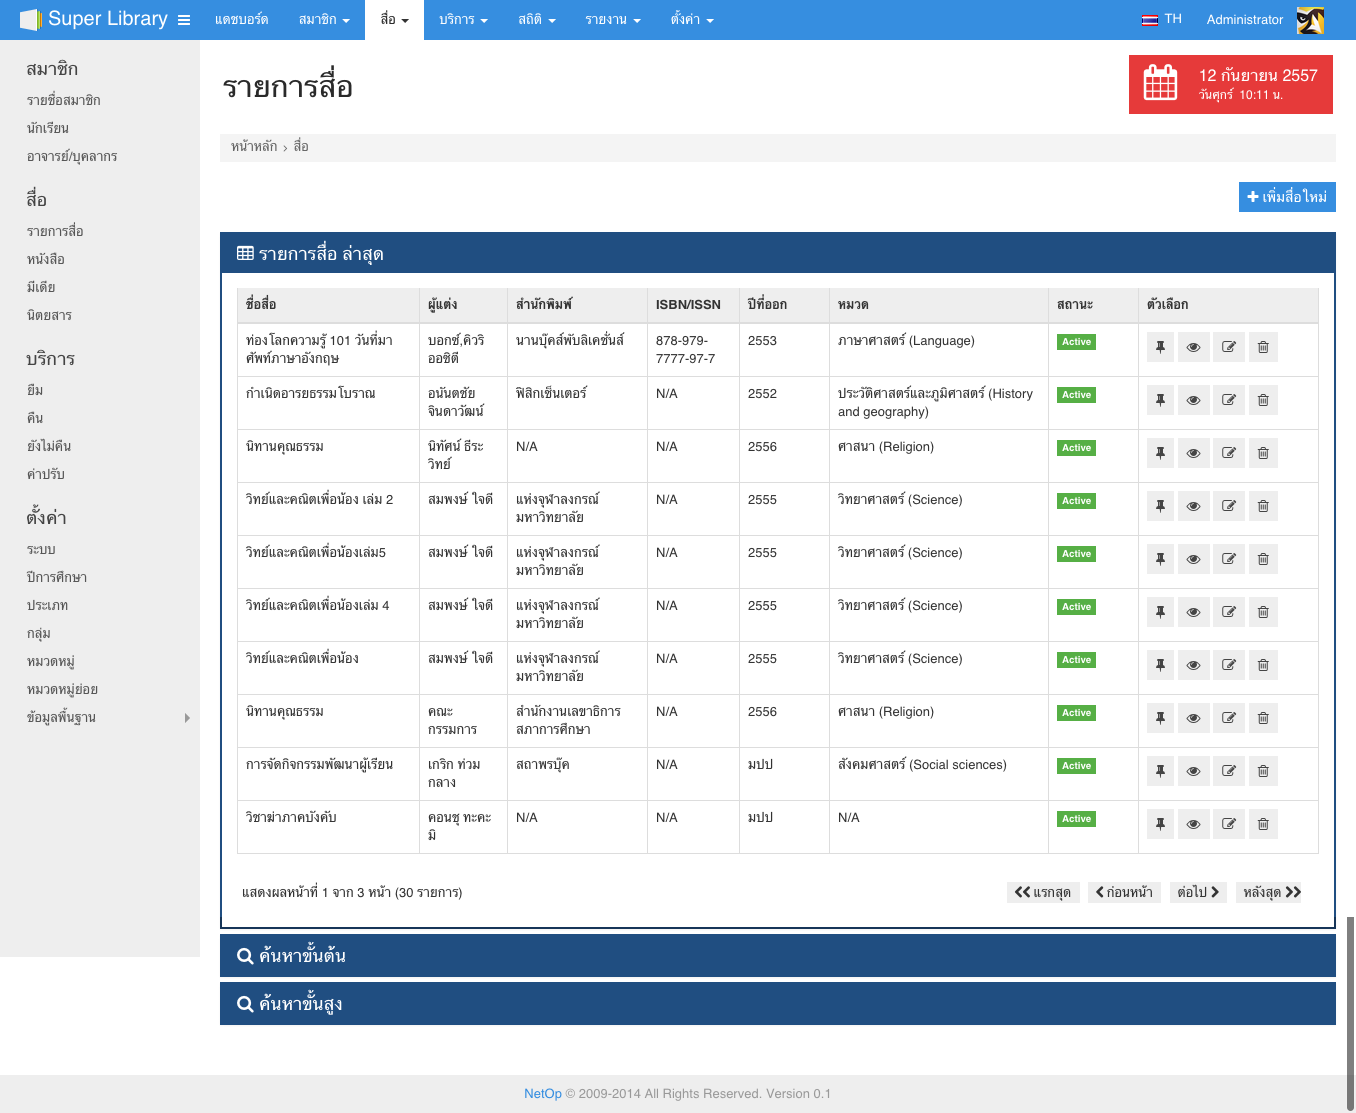 Super Library แดชบอร์ด สมาชิก สื่อ บริการ สถิติ รายงาน ตั้งค่า TH Administrator
สมาชิก
รายชื่อสมาชิก
นักเรียน
อาจารย์/บุคลากร
สื่อ
รายการสื่อ
หนังสือ
มีเดีย
นิตยสาร
บริการ
ยืม
คืน
ยังไม่คืน
ค่าปรับ
ตั้งค่า
ระบบ
ปีการศึกษา
ประเภท
กลุ่ม
หมวดหมู่
หมวดหมู่ย่อย
ข้อมูลพื้นฐาน
รายการสื่อ
12 กันยายน 2557
วันศุกร์ 10:11 น.
หน้าหลัก › สื่อ
เพิ่มสื่อใหม่
รายการสื่อ ล่าสุด
ชื่อสื่อ ผู้แต่ง สำนักพิมพ์ ISBN/ISSN ปีที่ออก หมวด สถานะ ตัวเลือก
ท่องโลกความรู้ 101 วันที่มา บอกซ์,คิวริ นานบุ๊คส์พับลิเคชั่นส์ 878-979- 2553 ภาษาศาสตร์ (Language) Active
ศัพท์ภาษาอังกฤษ ออซิตี 7777-97-7
กำเนิดอารยธรรมโบราณ อนันตชัย ฟิสิกเซ็นเตอร์ N/A 2552 ประวัติศาสตร์และภูมิศาสตร์ (History Active
จินดาวัฒน์ and geography)
นิทานคุณธรรม นิทัศน์ ธีระ N/A N/A 2556 ศาสนา (Religion) Active
วิทย์
วิทย์และคณิตเพื่อน้อง เล่ม 2 สมพงษ์ ใจดี แห่งจุฬาลงกรณ์ N/A 2555 วิทยาศาสตร์ (Science) Active
มหาวิทยาลัย
วิทย์และคณิตเพื่อน้องเล่ม5 สมพงษ์ ใจดี แห่งจุฬาลงกรณ์ N/A 2555 วิทยาศาสตร์ (Science) Active
มหาวิทยาลัย
วิทย์และคณิตเพื่อน้องเล่ม 4 สมพงษ์ ใจดี แห่งจุฬาลงกรณ์ N/A 2555 วิทยาศาสตร์ (Science) Active
มหาวิทยาลัย
วิทย์และคณิตเพื่อน้อง สมพงษ์ ใจดี แห่งจุฬาลงกรณ์ N/A 2555 วิทยาศาสตร์ (Science) Active
มหาวิทยาลัย
นิทานคุณธรรม คณะ สำนักงานเลขาธิการ N/A 2556 ศาสนา (Religion) Active
กรรมการ สภาการศึกษา
การจัดกิจกรรมพัฒนาผู้เรียน เกริก ท่วม สถาพรบุ๊ค N/A มปป สังคมศาสตร์ (Social sciences) Active
กลาง
วิชาฆ่าภาคบังคับ คอนชุ ทะคะ N/A N/A มปป N/A Active
มิ
แสดงผลหน้าที่ 1 จาก 3 หน้า (30 รายการ) แรกสุด ก่อนหน้า ต่อไป หลังสุด
ค้นหาขั้นต้น
ค้นหาขั้นสูง
NetOp © 2009-2014 All Rights Reserved. Version 0.1